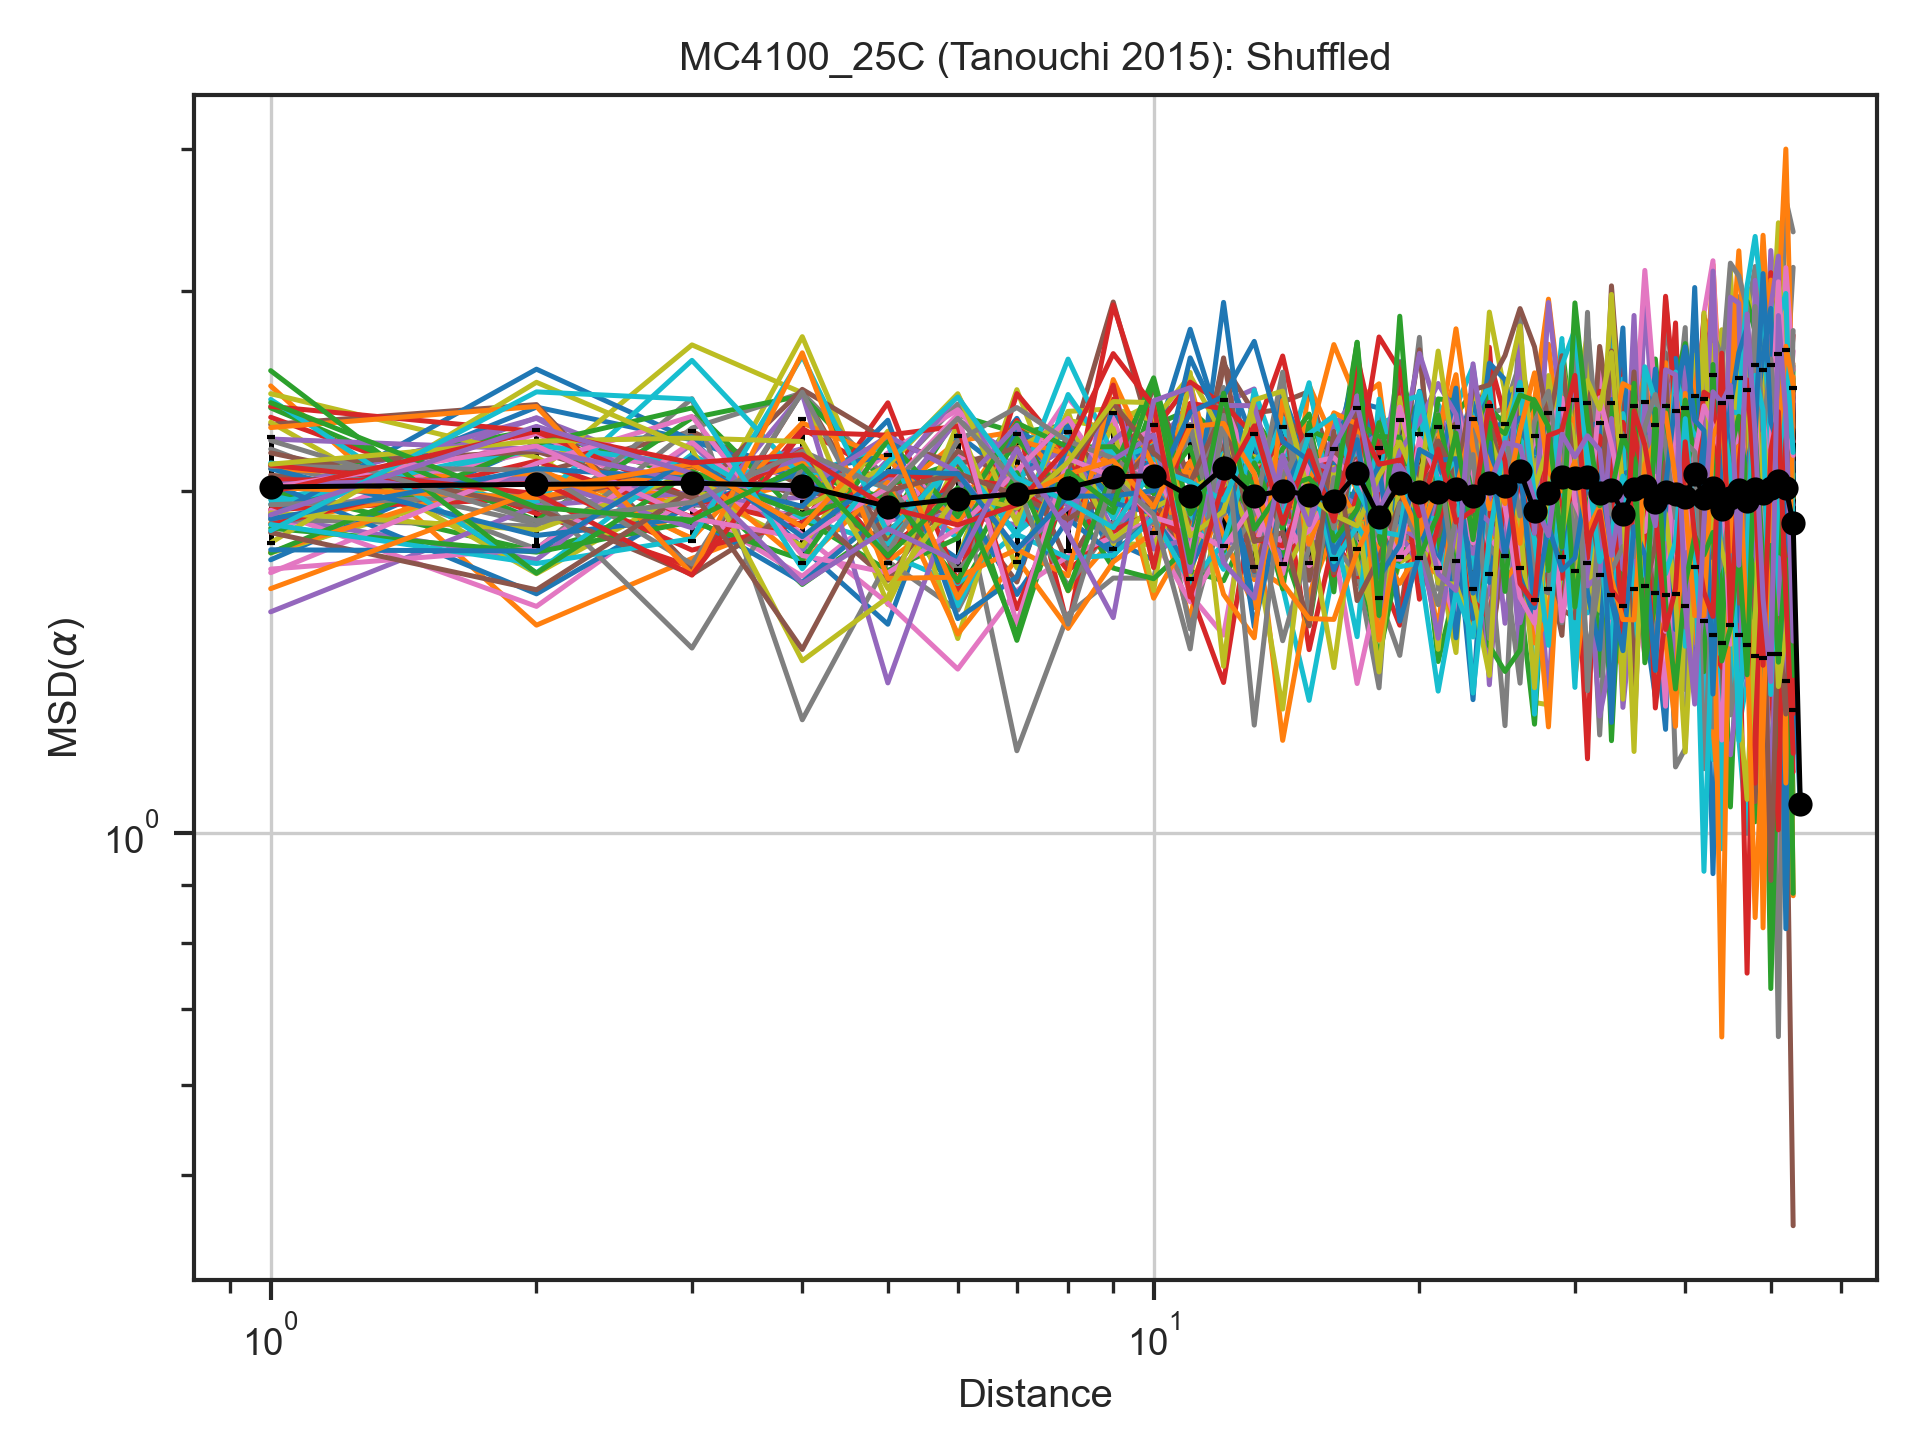 MC4100_25C (Tanouchi 2015): Shuffled
MSD(α)
10⁰
10⁰
10¹
Distance